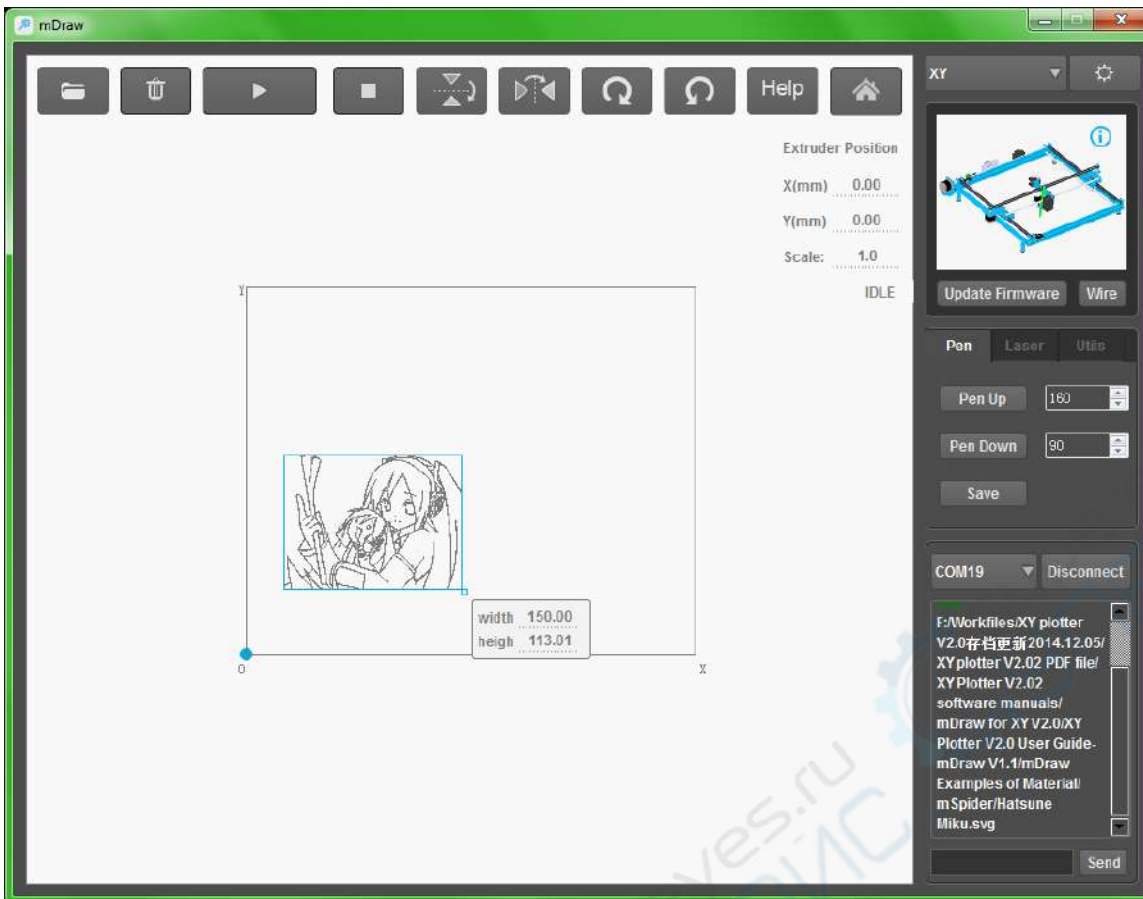 mDraw
Help
XY
Extruder Position
X(mm) 0.00
Y(mm) 0.00
Scale: 1.0
IDLE
Update Firmware Wire
Pen Laser Utils
Pen Up 160
Pen Down 90
Save
Y
width 150.00
heigh 113.01
O X
COM19 Disconnect
F:/Workfiles/XY plotter
V2.0存档更新2014.12.05/
XYplotter V2.02 PDF file/
XYPlotter V2.02
software manuals/
mDraw for XY V2.0/XY
Plotter V2.0 User Guide-
mDraw V1.1/mDraw
Examples of Material/
mSpider/Hatsune
Miku.svg
Send